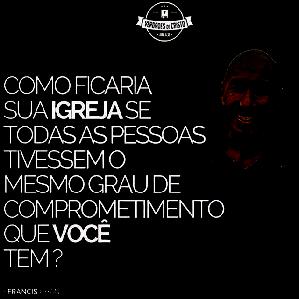 COMO FICARIA
SUA IGREJA SE
TODAS AS PESSOAS
TIVESSEM O
MESMO GRAU DE
COMPROMETIMENTO
QUE VOCÊ
TEM?
FRANCIS